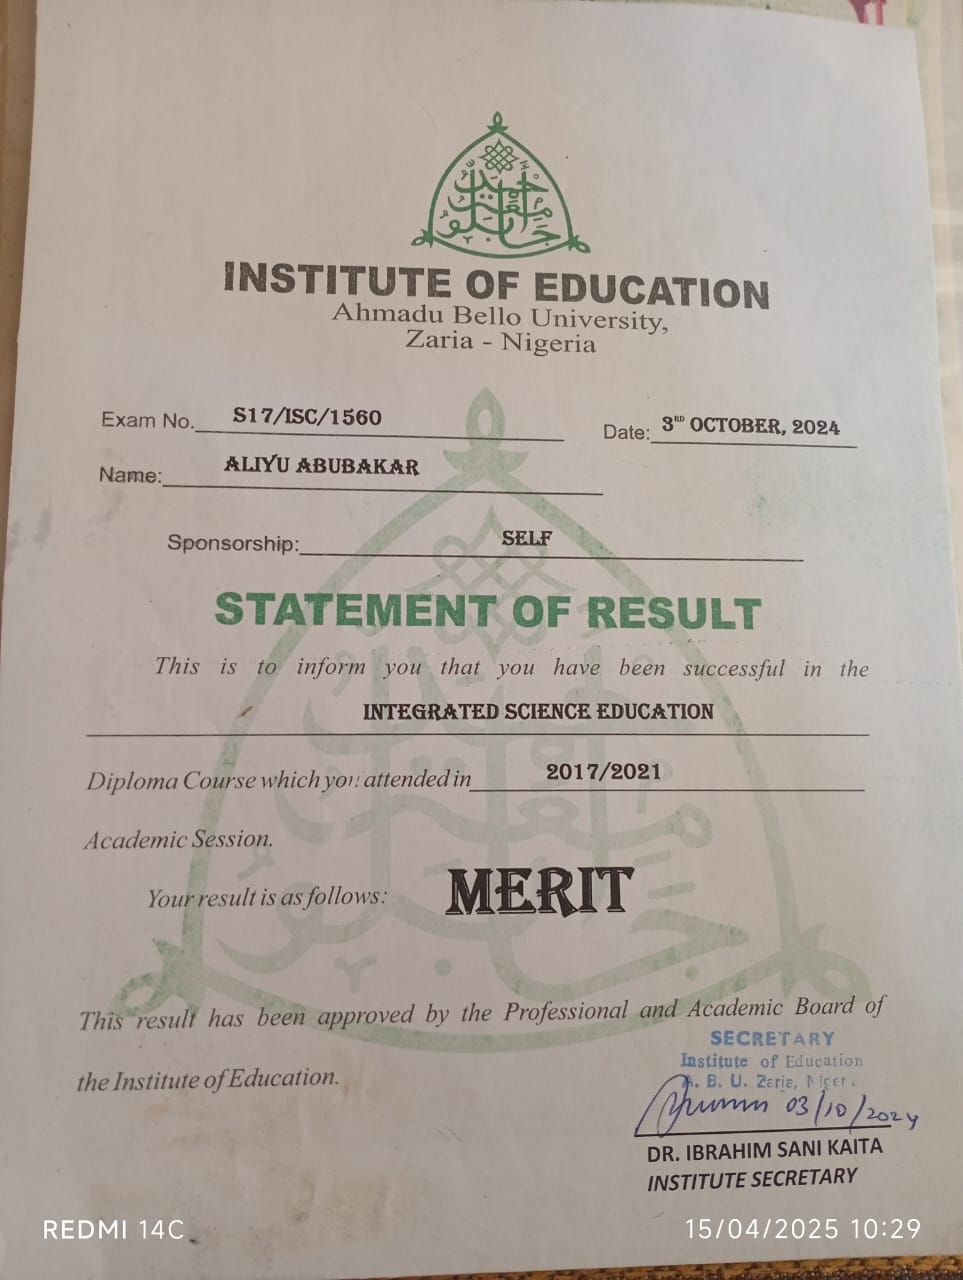 INSTITUTE OF EDUCATION
Ahmadu Bello University,
Zaria - Nigeria
Exam No. S17/ISC/1560
Date: 3RD OCTOBER, 2024
Name: ALIYU ABUBAKAR
Sponsorship: SELF
STATEMENT OF RESULT
This is to inform you that you have been successful in the
INTEGRATED SCIENCE EDUCATION
Diploma Course which you attended in 2017/2021
Academic Session.
Your result is as follows: MERIT
This result has been approved by the Professional and Academic Board of
the Institute of Education.
SECRETARY
Institute of Education
A. B. U. Zaria,
03/10/2024
DR. IBRAHIM SANI KAITA
INSTITUTE SECRETARY
REDMI 14C
15/04/2025 10:29